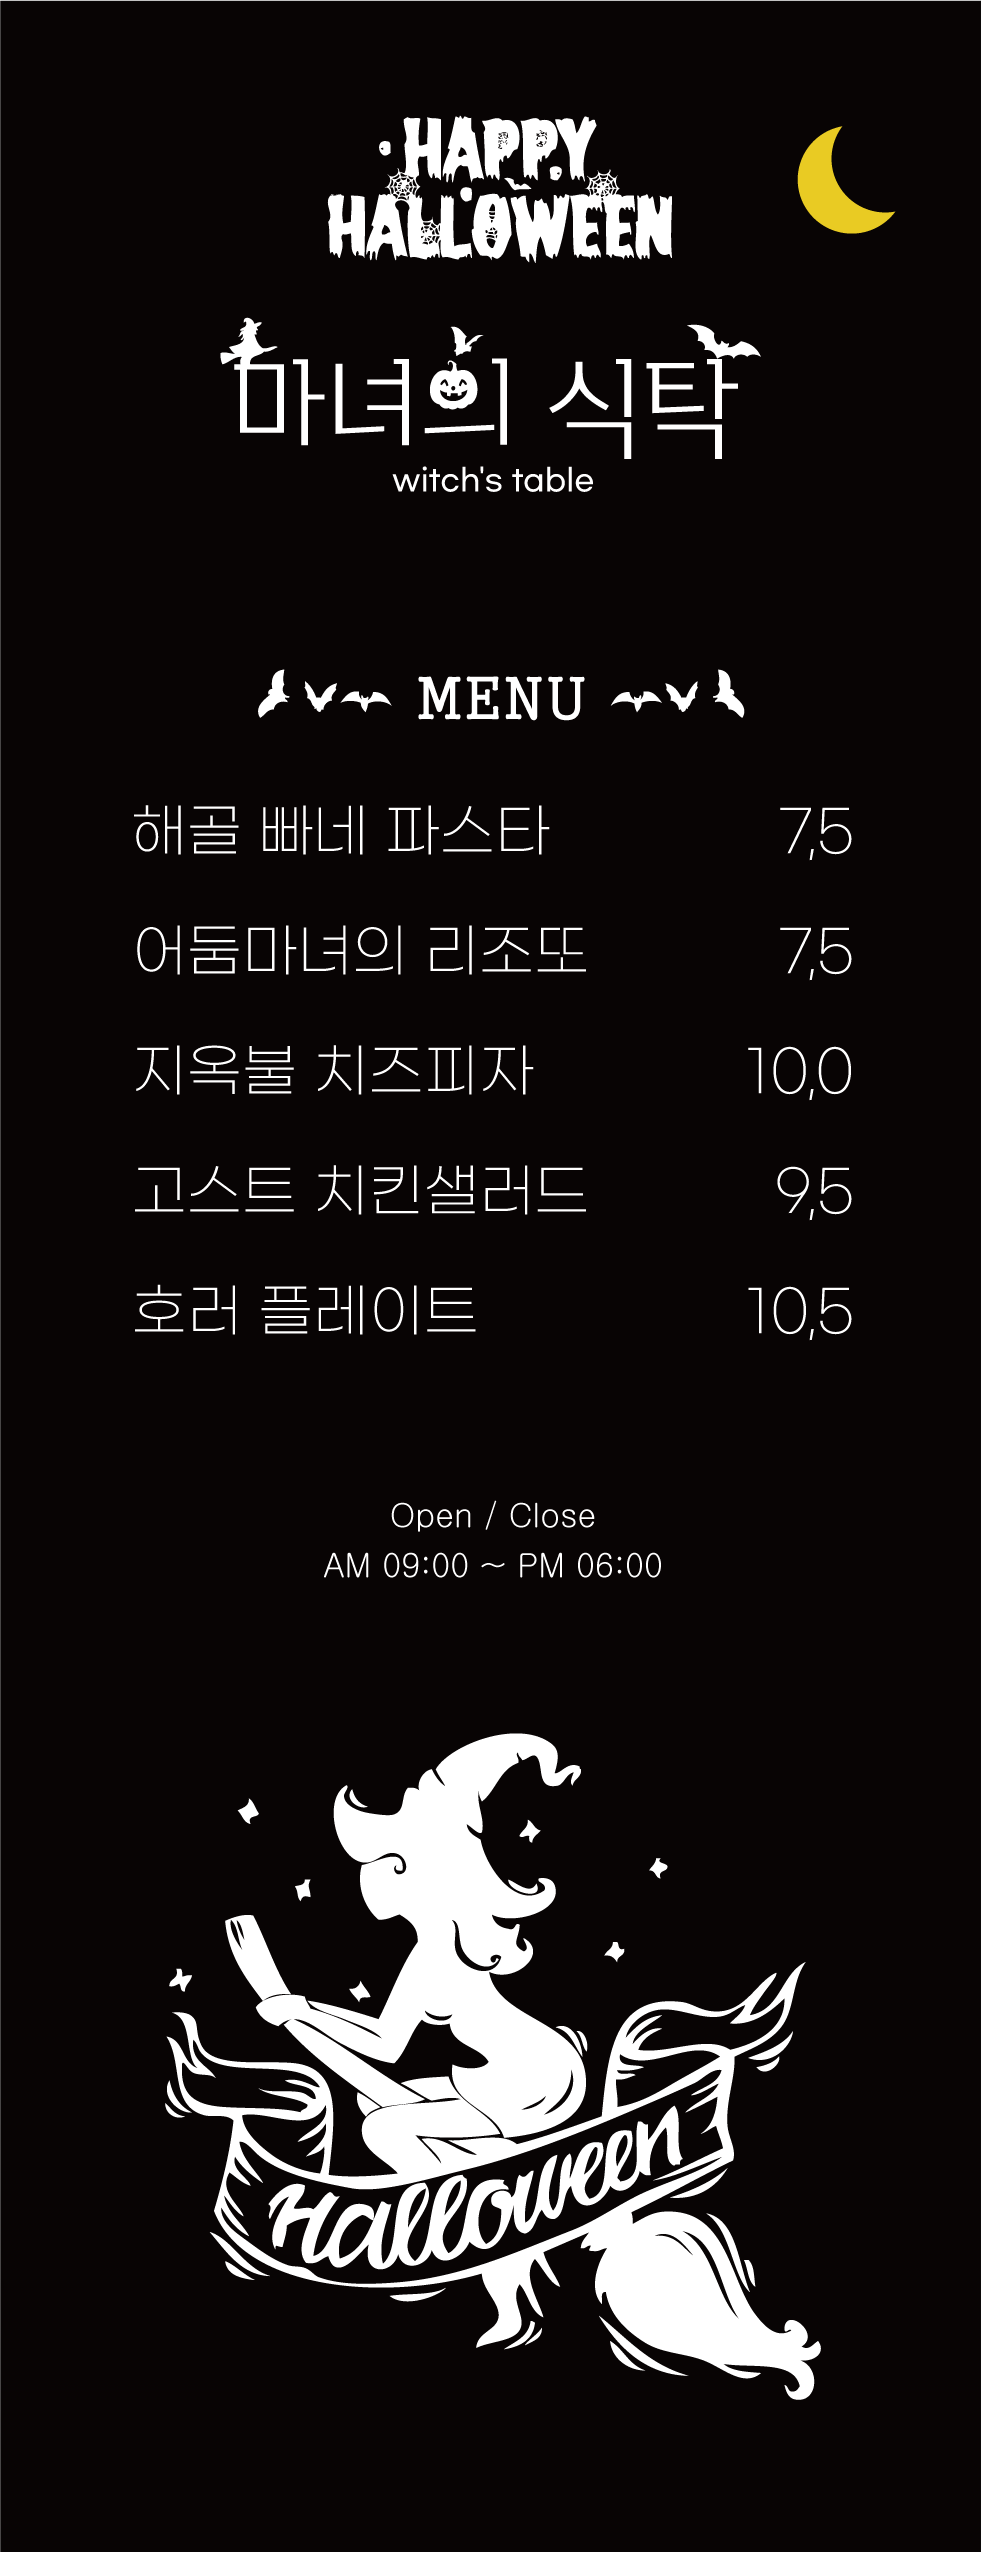 HAPPY
HALLOWEEN
마녀의 식탁
witch's table
MENU
해골 빠네 파스타 7,5
어둠마녀의 리조또 7,5
지옥불 치즈피자 10,0
고스트 치킨샐러드 9,5
호러 플레이트 10,5
Open / Close
AM 09:00 ~ PM 06:00
Halloween